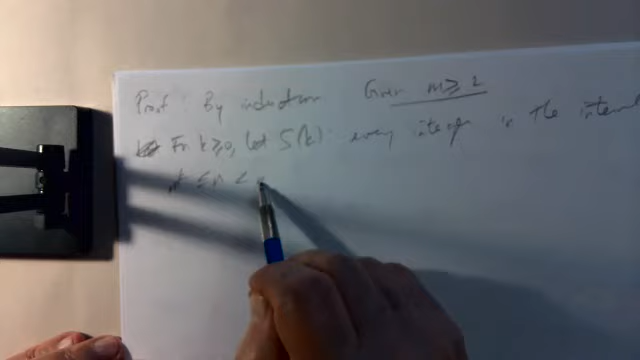 Proof: By induction Given m ≥ 2
For k ≥ 0, let S(k): every integer in the interval
≤ n <